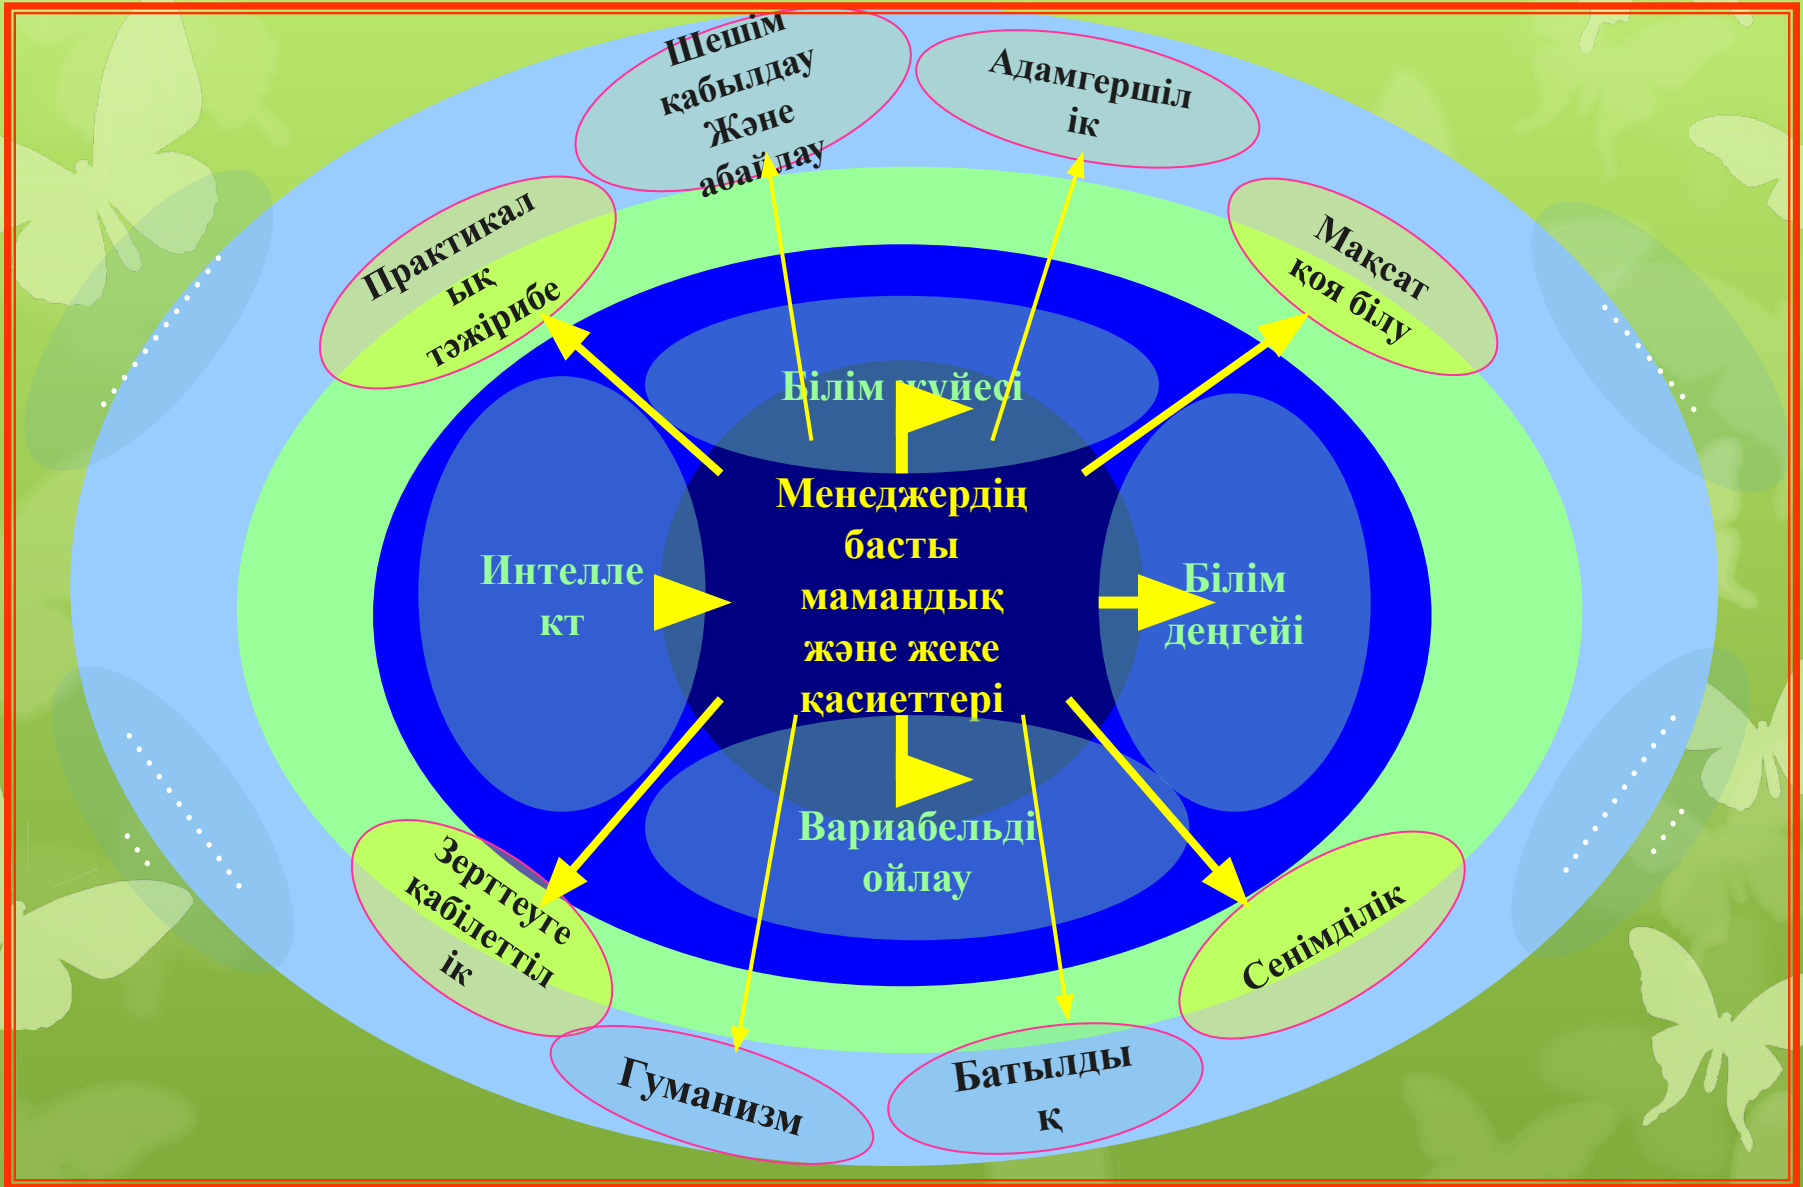 Шешім
қабылдау
Және
абайлау
Адамгершіл
ік
Практикал
ық
тәжірибе
Мақсат
қоя білу
Білім жүйесі
Интелле
кт
Менеджердің
басты
мамандық
және жеке
қасиеттері
Білім
деңгейі
Вариабельді
ойлау
Зерттеуге
қабілеттіл
ік
Сенімділік
Гуманизм
Батылды
қ